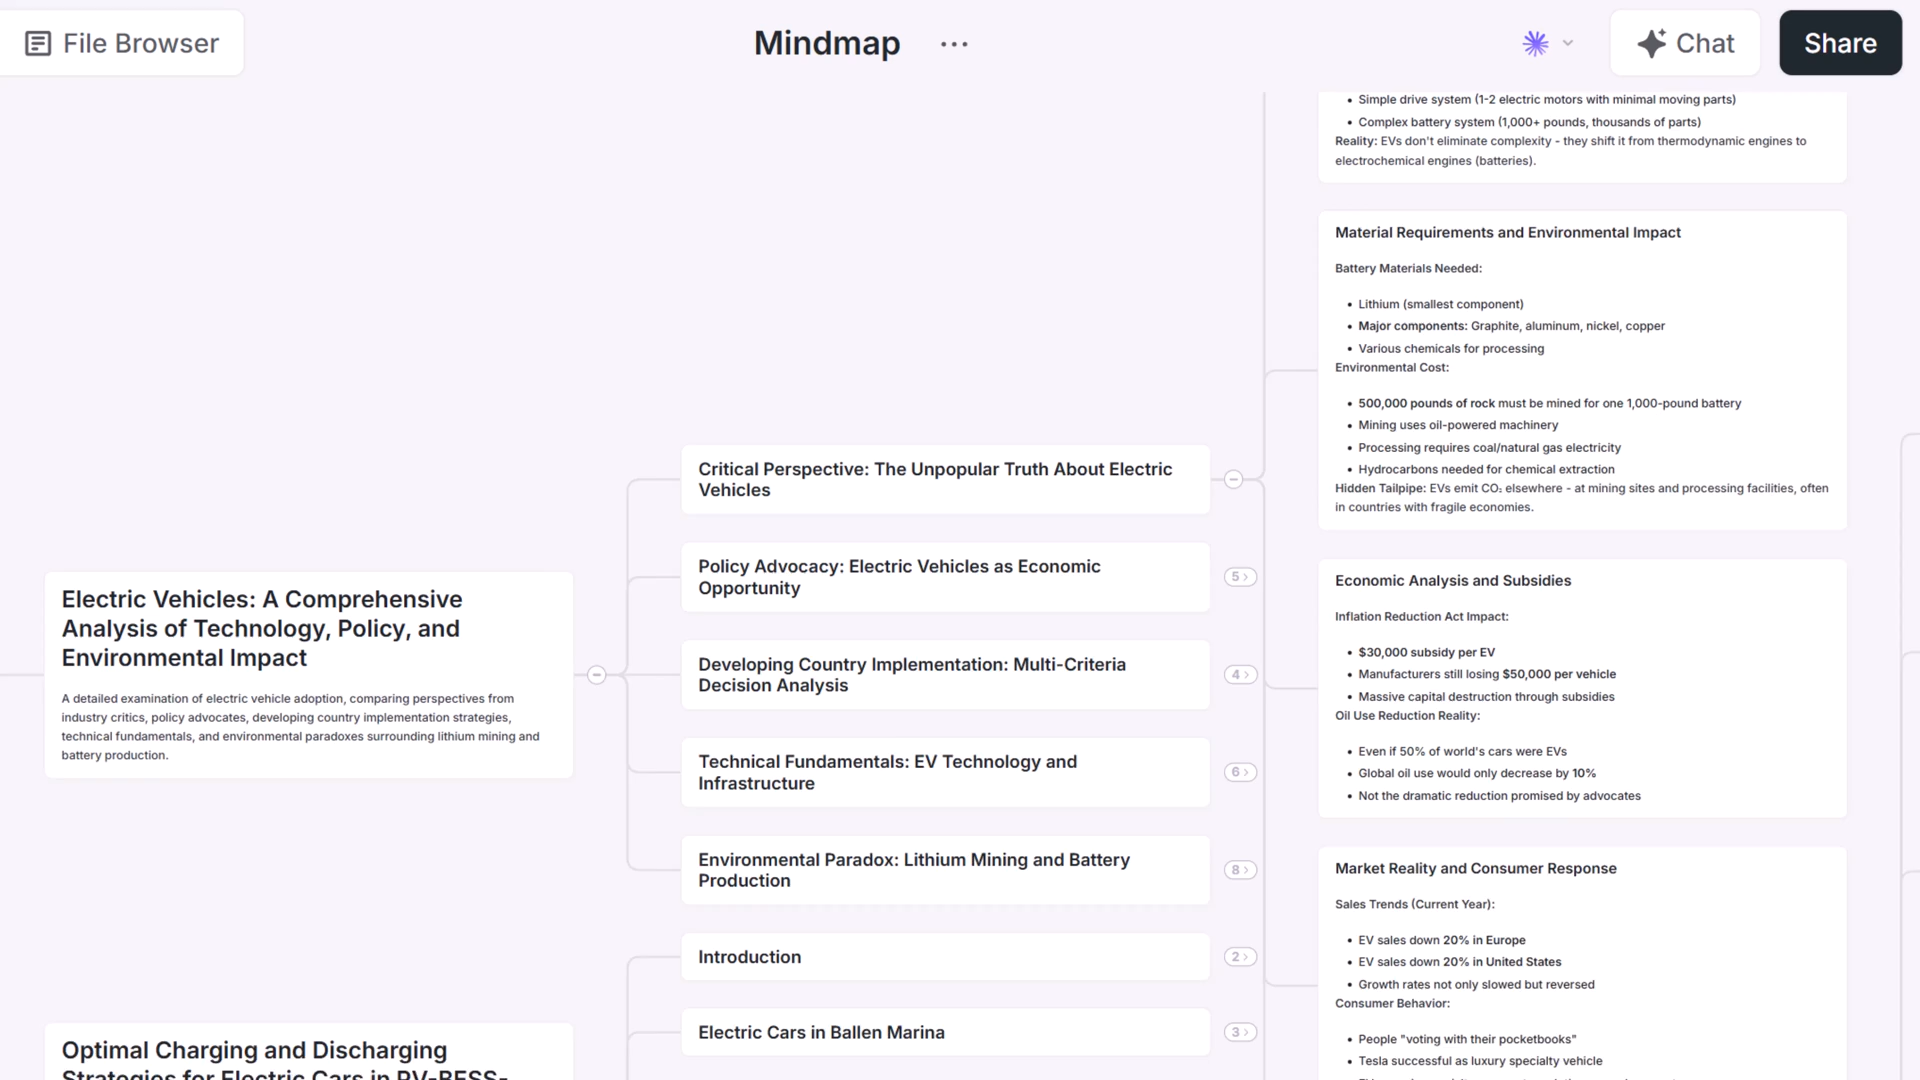 File Browser
Mindmap
Chat
Share
Simple drive system (1-2 electric motors with minimal moving parts)
Complex battery system (1,000+ pounds, thousands of parts)
Reality: EVs don't eliminate complexity - they shift it from thermodynamic engines to
electrochemical engines (batteries).
Material Requirements and Environmental Impact
Battery Materials Needed:
Lithium (smallest component)
Major components: Graphite, aluminum, nickel, copper
Various chemicals for processing
Environmental Cost:
500,000 pounds of rock must be mined for one 1,000-pound battery
Mining uses oil-powered machinery
Processing requires coal/natural gas electricity
Hydrocarbons needed for chemical extraction
Hidden Tailpipe: EVs emit CO₂ elsewhere - at mining sites and processing facilities, often
in countries with fragile economies.
Critical Perspective: The Unpopular Truth About Electric
Vehicles
Policy Advocacy: Electric Vehicles as Economic
Opportunity
5
Electric Vehicles: A Comprehensive
Analysis of Technology, Policy, and
Environmental Impact
A detailed examination of electric vehicle adoption, comparing perspectives from
industry critics, policy advocates, developing country implementation strategies,
technical fundamentals, and environmental paradoxes surrounding lithium mining and
battery production.
Developing Country Implementation: Multi-Criteria
Decision Analysis
4
Technical Fundamentals: EV Technology and
Infrastructure
6
Environmental Paradox: Lithium Mining and Battery
Production
8
Economic Analysis and Subsidies
Inflation Reduction Act Impact:
$30,000 subsidy per EV
Manufacturers still losing $50,000 per vehicle
Massive capital destruction through subsidies
Oil Use Reduction Reality:
Even if 50% of world's cars were EVs
Global oil use would only decrease by 10%
Not the dramatic reduction promised by advocates
Introduction
2
Electric Cars in Ballen Marina
3
Market Reality and Consumer Response
Sales Trends (Current Year):
EV sales down 20% in Europe
EV sales down 20% in United States
Growth rates not only slowed but reversed
Consumer Behavior:
People "voting with their pocketbooks"
Tesla successful as luxury specialty vehicle
Optimal Charging and Discharging
Strategies for Electric Cars in PV-BESS-